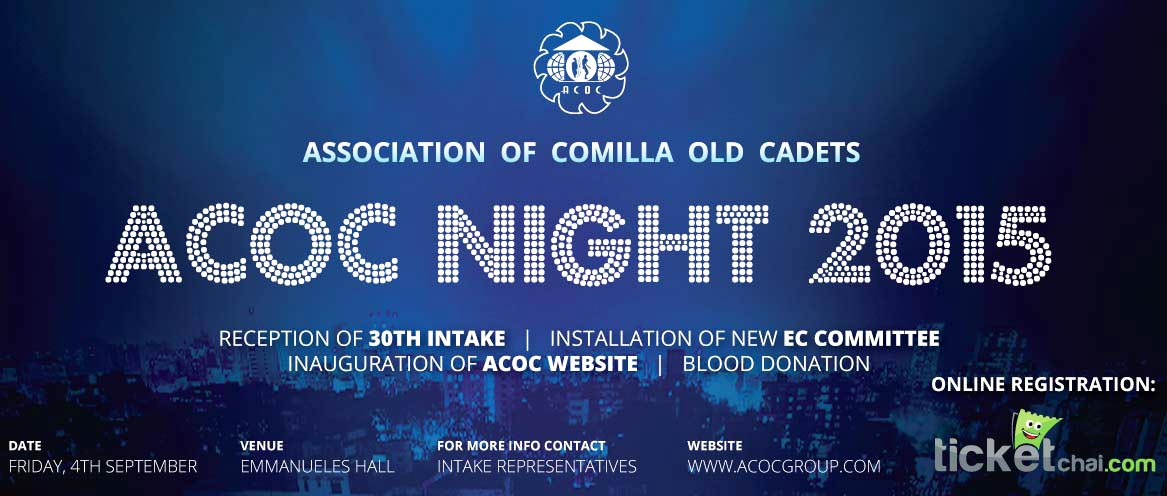 ACOC
ASSOCIATION OF COMILLA OLD CADETS
ACOC NIGHT 2015
RECEPTION OF 30TH INTAKE | INSTALLATION OF NEW EC COMMITTEE
INAUGURATION OF ACOC WEBSITE | BLOOD DONATION
ONLINE REGISTRATION:
ticketchai.com
DATE
FRIDAY, 4TH SEPTEMBER
VENUE
EMMANUELES HALL
FOR MORE INFO CONTACT
INTAKE REPRESENTATIVES
WEBSITE
WWW.ACOCGROUP.COM